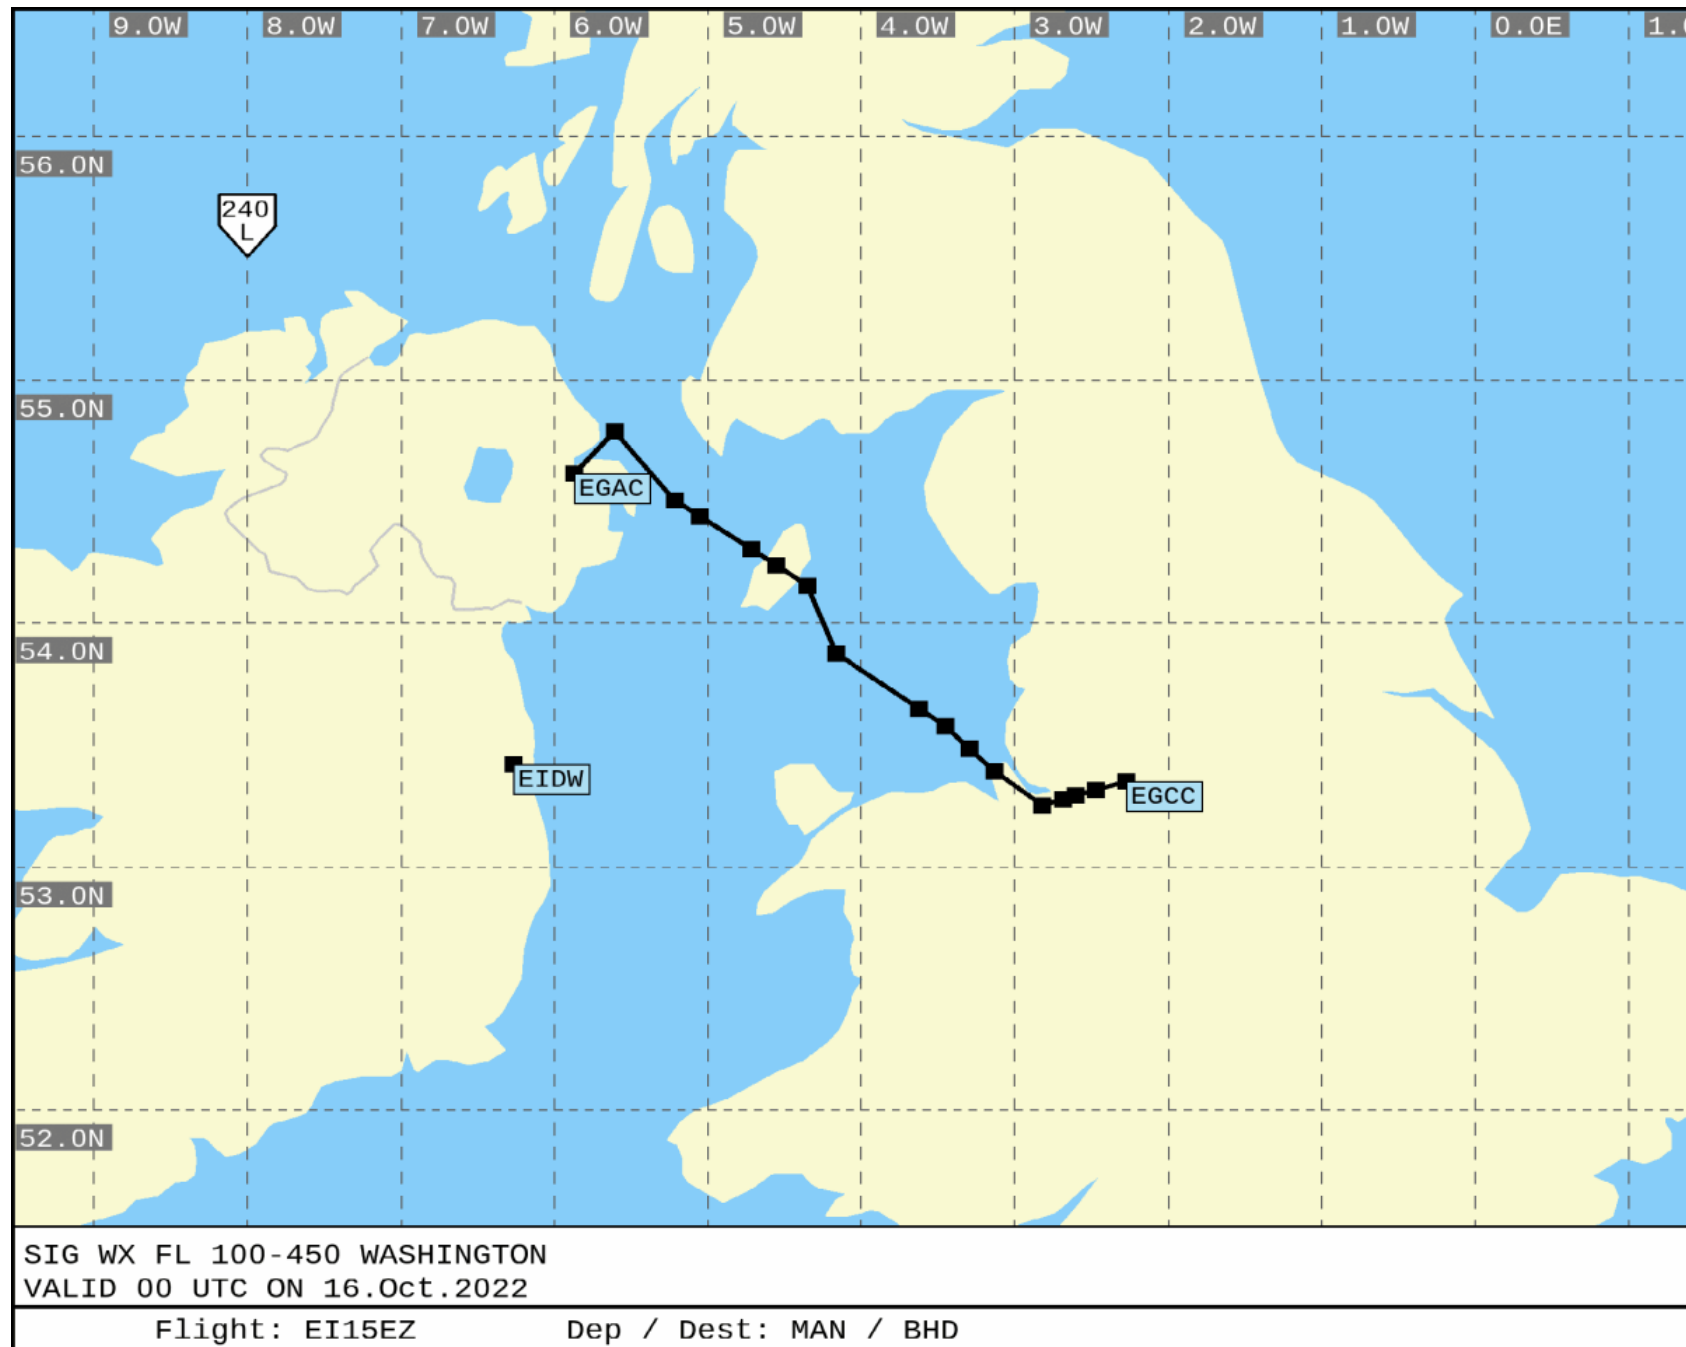 9.0W 8.0W 7.0W 6.0W 5.0W 4.0W 3.0W 2.0W 1.0W 0.0E
56.0N
240
L
55.0N
EGAC
54.0N
EIDW
EGCC
53.0N
52.0N
SIG WX FL 100-450 WASHINGTON
VALID 00 UTC ON 16.Oct.2022
Flight: EI15EZ Dep / Dest: MAN / BHD